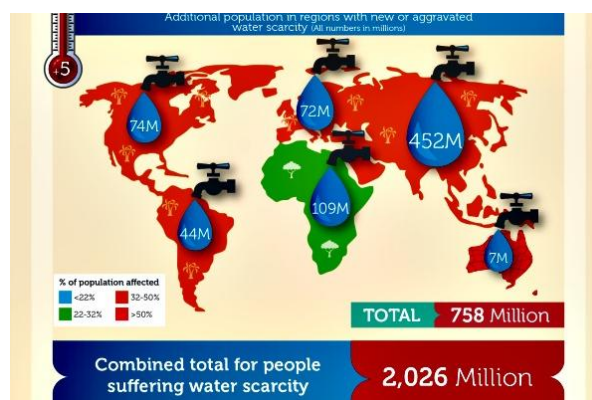 Additional population in regions with new or aggravated
water scarcity (All numbers in millions)
+5
74M
72M
452M
109M
44M
7M
% of population affected
<22%
32-50%
22-32%
>50%
TOTAL 758 Million
Combined total for people
suffering water scarcity
2,026 Million